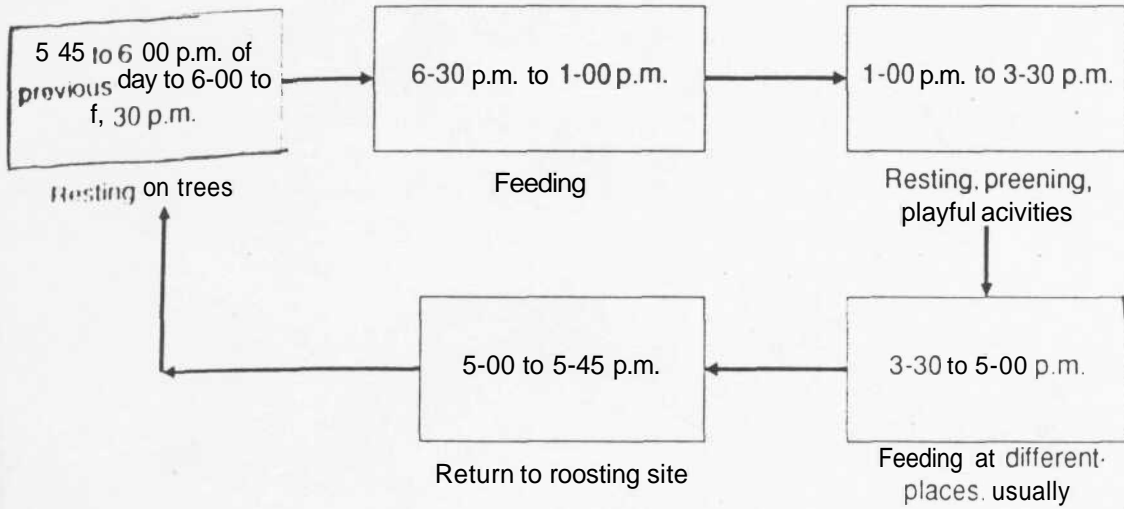 5 45 to 6 00 p.m. of
previous day to 6-00 to
f, 30 p.m.
Resting on trees
6-30 p.m. to 1-00 p.m.
Feeding
1-00 p.m. to 3-30 p.m.
Resting, preening,
playful acivities
3-30 to 5-00 p.m.
Feeding at different
places. usually
5-00 to 5-45 p.m.
Return to roosting site